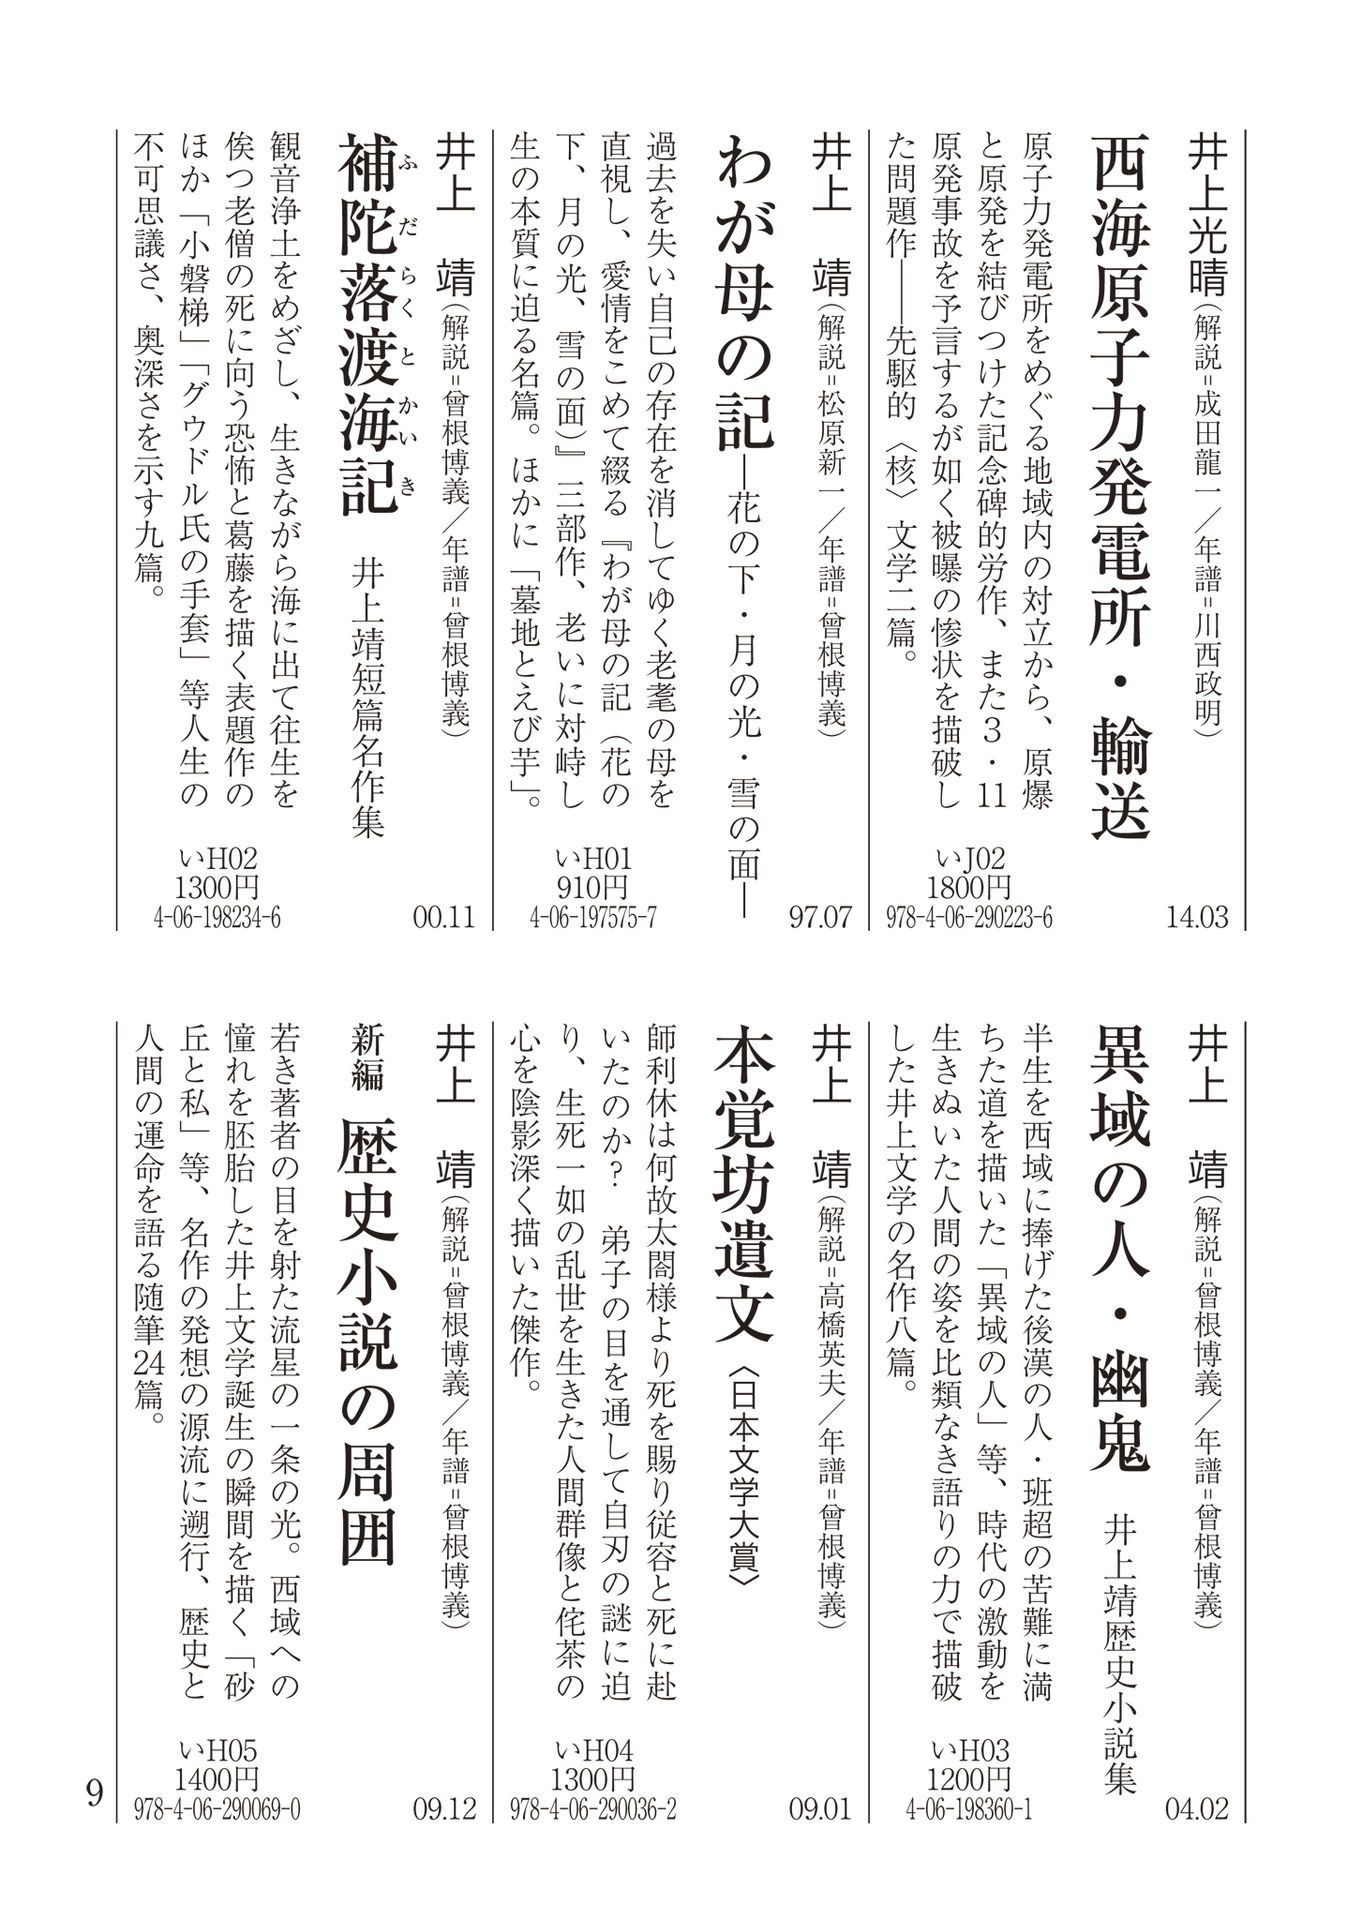 井上光晴（解説＝成田龍一／年譜＝川西政明）
西海原子力発電所・輸送
原子力発電所をめぐる地域内の対立から、原爆
と原発を結びつけた記念碑的労作、また３・11
原発事故を予言するが如く被曝の惨状を描破し
た問題作――先駆的〈核〉文学二篇。
いJ02
1800円
978-4-06-290223-6
14.03
井上　靖（解説＝松原新一／年譜＝曾根博義）
わが母の記―花の下・月の光・雪の面―
過去を失い自己の存在を消してゆく老耄の母を
直視し、愛情をこめて綴る『わが母の記（花の
下、月の光、雪の面）』三部作、老いに対峙し
生の本質に迫る名篇。ほかに「墓地とえび芋」。
いH01
910円
4-06-197575-7
97.07
井上　靖（解説＝曾根博義／年譜＝曾根博義）
補陀落渡海記　井上靖短篇名作集
ふだらくとかいき
観音浄土をめざし、生きながら海に出て往生を
俟つ老僧の死に向う恐怖と葛藤を描く表題作の
ほか「小磐梯」「グウドル氏の手套」等人生の
不可思議さ、奥深さを示す九篇。
いH02
1300円
4-06-198234-6
00.11
井上　靖（解説＝曾根博義／年譜＝曾根博義）
異域の人・幽鬼　井上靖歴史小説集
半生を西域に捧げた後漢の人・班超の苦難に満
ちた道を描いた「異域の人」等、時代の激動を
生きぬいた人間の姿を比類なき語りの力で描破
した井上文学の名作八篇。
いH03
1200円
4-06-198360-1
04.02
井上　靖（解説＝高橋英夫／年譜＝曾根博義）
本覚坊遺文〈日本文学大賞〉
師利休は何故太閤様より死を賜り従容と死に赴
いたのか？　弟子の目を通して自刃の謎に迫
り、生死一如の乱世を生きた人間群像と侘茶の
心を陰影深く描いた傑作。
いH04
1300円
978-4-06-290036-2
09.01
井上　靖（解説＝曾根博義／年譜＝曾根博義）
新編　歴史小説の周囲
若き著者の目を射た流星の一条の光。西域への
憧れを胚胎した井上文学誕生の瞬間を描く「砂
丘と私」等、名作の発想の源流に遡行、歴史と
人間の運命を語る随筆24篇。
いH05
1400円
978-4-06-290069-0
09.12
9